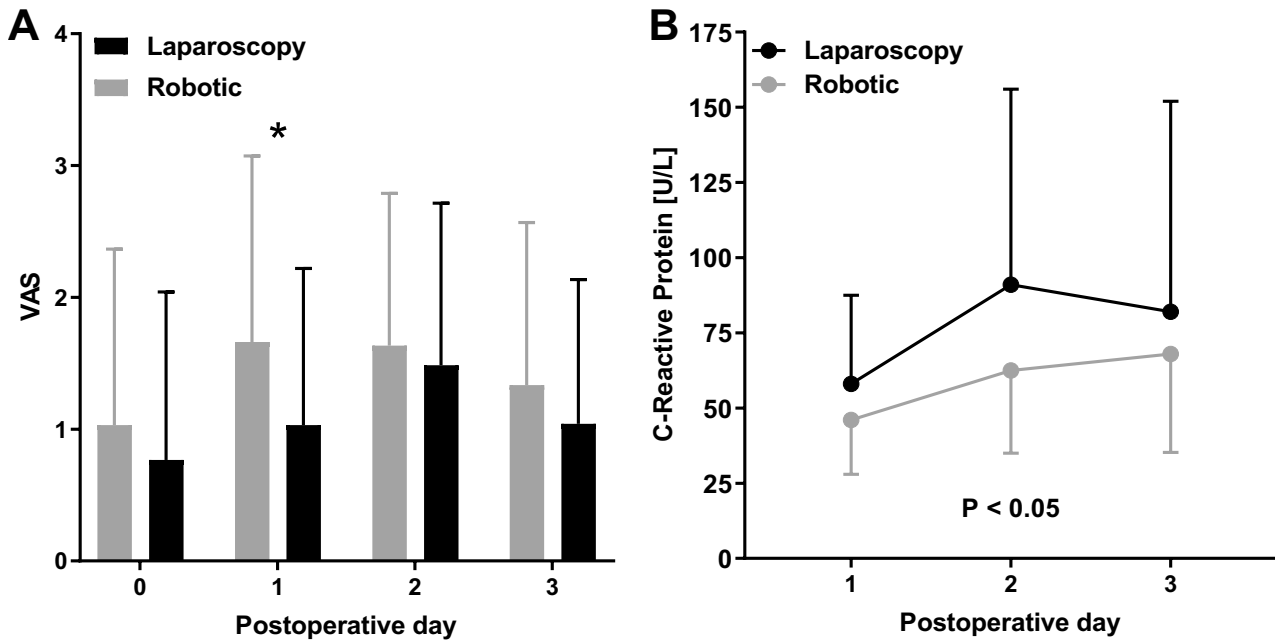 A
Laparoscopy
Robotic
VAS
4
3
2
1
0
*
0 1 2 3
Postoperative day
B
Laparoscopy
Robotic
C-Reactive Protein [U/L]
175
150
125
100
75
50
25
0
P < 0.05
1 2 3
Postoperative day